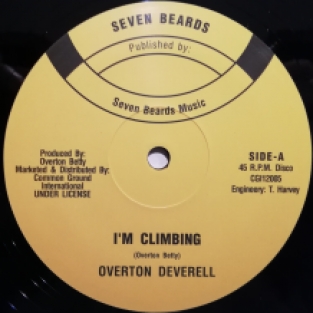 SEVEN BEARDS
Published by:
Seven Beards Music
Produced By:
Overton Betty
Marketed & Distributed By:
Common Ground
International
UNDER LICENSE
SIDE-A
45 R.P.M. Disco
CGI12005
Engineery: T. Harvey
I'M CLIMBING
(Overton Betty)
OVERTON DEVERELL